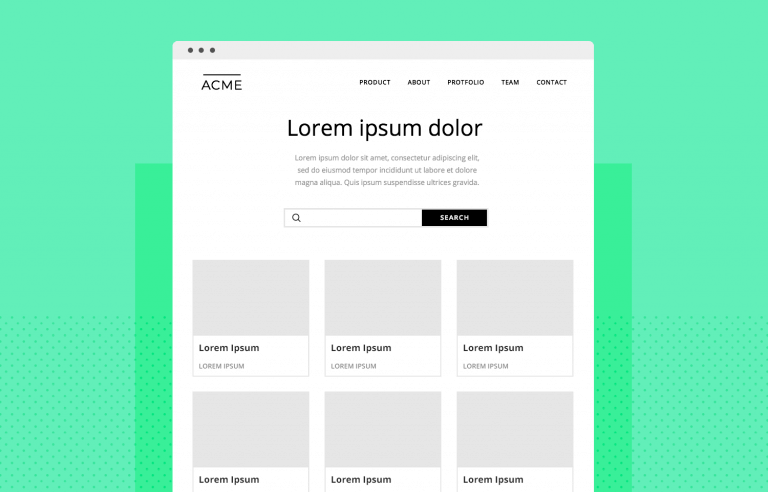 ACME
PRODUCT ABOUT PROTFOLIO TEAM CONTACT
Lorem ipsum dolor
Lorem ipsum dolor sit amet, consectetur adipiscing elit,
sed do eiusmod tempor incididunt ut labore et dolore
magna aliqua. Quis ipsum suspendisse ultrices gravida.
SEARCH
Lorem Ipsum Lorem Ipsum Lorem Ipsum
LOREM IPSUM LOREM IPSUM LOREM IPSUM
Lorem Ipsum Lorem Ipsum Lorem Ipsum